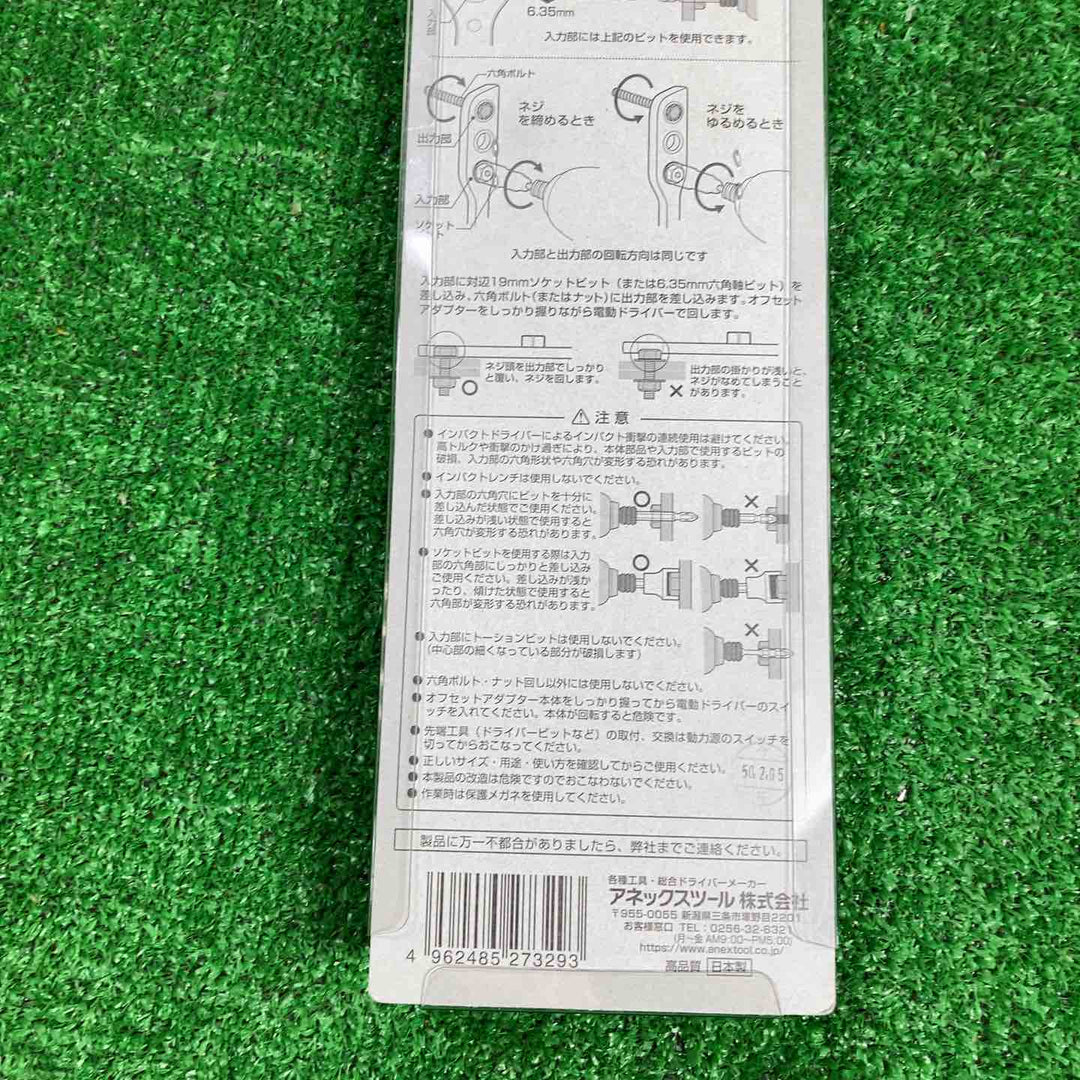 入力部
6.35mm
入力部には上記のビットを使用できます。
六角ボルト
ネジ
を締めるとき
出力部
入力部
ソケット
ネジを
ゆるめるとき
入力部と出力部の回転方向は同じです
入力部に対辺19mmソケットビット(または6.35mm六角軸ビット)を
差し込み、六角ボルト(またはナット)に出力部を差し込みます。オフセット
アダプターをしっかり握りながら電動ドライバーで回します。
ネジ頭を出力部でしっかり
と覆い、ネジを回します。
出力部の掛かりが浅いと、
ネジがなめてしまうこと
があります。
注意
インパクトドライバーによるインパクト衝撃の連続使用は避けてください。
高トルクや衝撃のかけ過ぎにより、本体部品や入力部で使用するビットの
破損、入力部の六角形状や六角穴が変形する恐れがあります。
インパクトレンチは使用しないでください。
入力部の六角穴にビットを十分に
差し込んだ状態でご使用ください。
差し込みが浅い状態で使用すると
六角穴が変形する恐れがあります。
ソケットビットを使用する際は入力
部の六角部にしっかりと差し込み
ご使用ください。差し込みが浅か
ったり、傾けた状態で使用すると
六角部が変形する恐れがあります。
入力部にトーションビットは使用しないでください。
(中心部の細くなっている部分が破損します)
六角ボルト・ナット回し以外には使用しないでください。
オフセットアダプター本体をしっかり握ってから電動ドライバーのスイ
ッチを入れてください。本体が回転すると危険です。
先端工具(ドライバービットなど)の取付、交換は動力源のスイッチを
切ってからおこなってください。
正しいサイズ・用途・使い方を確認してからご使用ください。
本製品の改造は危険ですのでおこなわないでください。
作業時は保護メガネを使用してください。
製品に万一不都合がありましたら、弊社までご連絡ください。
各種工具・総合ドライバーメーカー
アネックスツール 株式会社
〒955-0055 新潟県三条市塚野目2201
お客様窓口 TEL:0256-32-6321
(月〜金 AM9:00〜PM5:00)
https://www.anextool.co.jp/
高品質 日本製
4 962485 273293